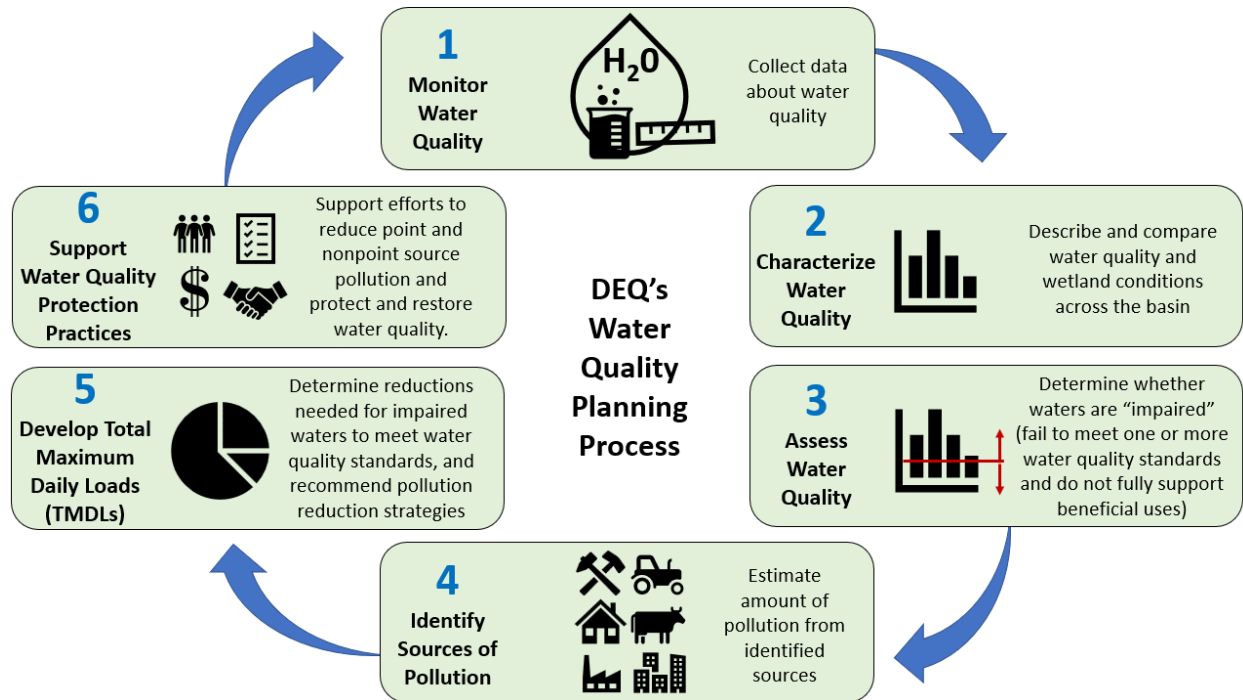 1
Monitor
Water
Quality
H₂0
Collect data
about water
quality
2
Characterize
Water
Quality
Describe and compare
water quality and
wetland conditions
across the basin
3
Assess
Water
Quality
Determine whether
waters are “impaired”
(fail to meet one or more
water quality standards
and do not fully support
beneficial uses)
4
Identify
Sources of
Pollution
Estimate
amount of
pollution from
identified
sources
5
Develop Total
Maximum
Daily Loads
(TMDLs)
Determine reductions
needed for impaired
waters to meet water
quality standards, and
recommend pollution
reduction strategies
6
Support
Water Quality
Protection
Practices
$
Support efforts to
reduce point and
nonpoint source
pollution and
protect and restore
water quality.
DEQ’s
Water
Quality
Planning
Process